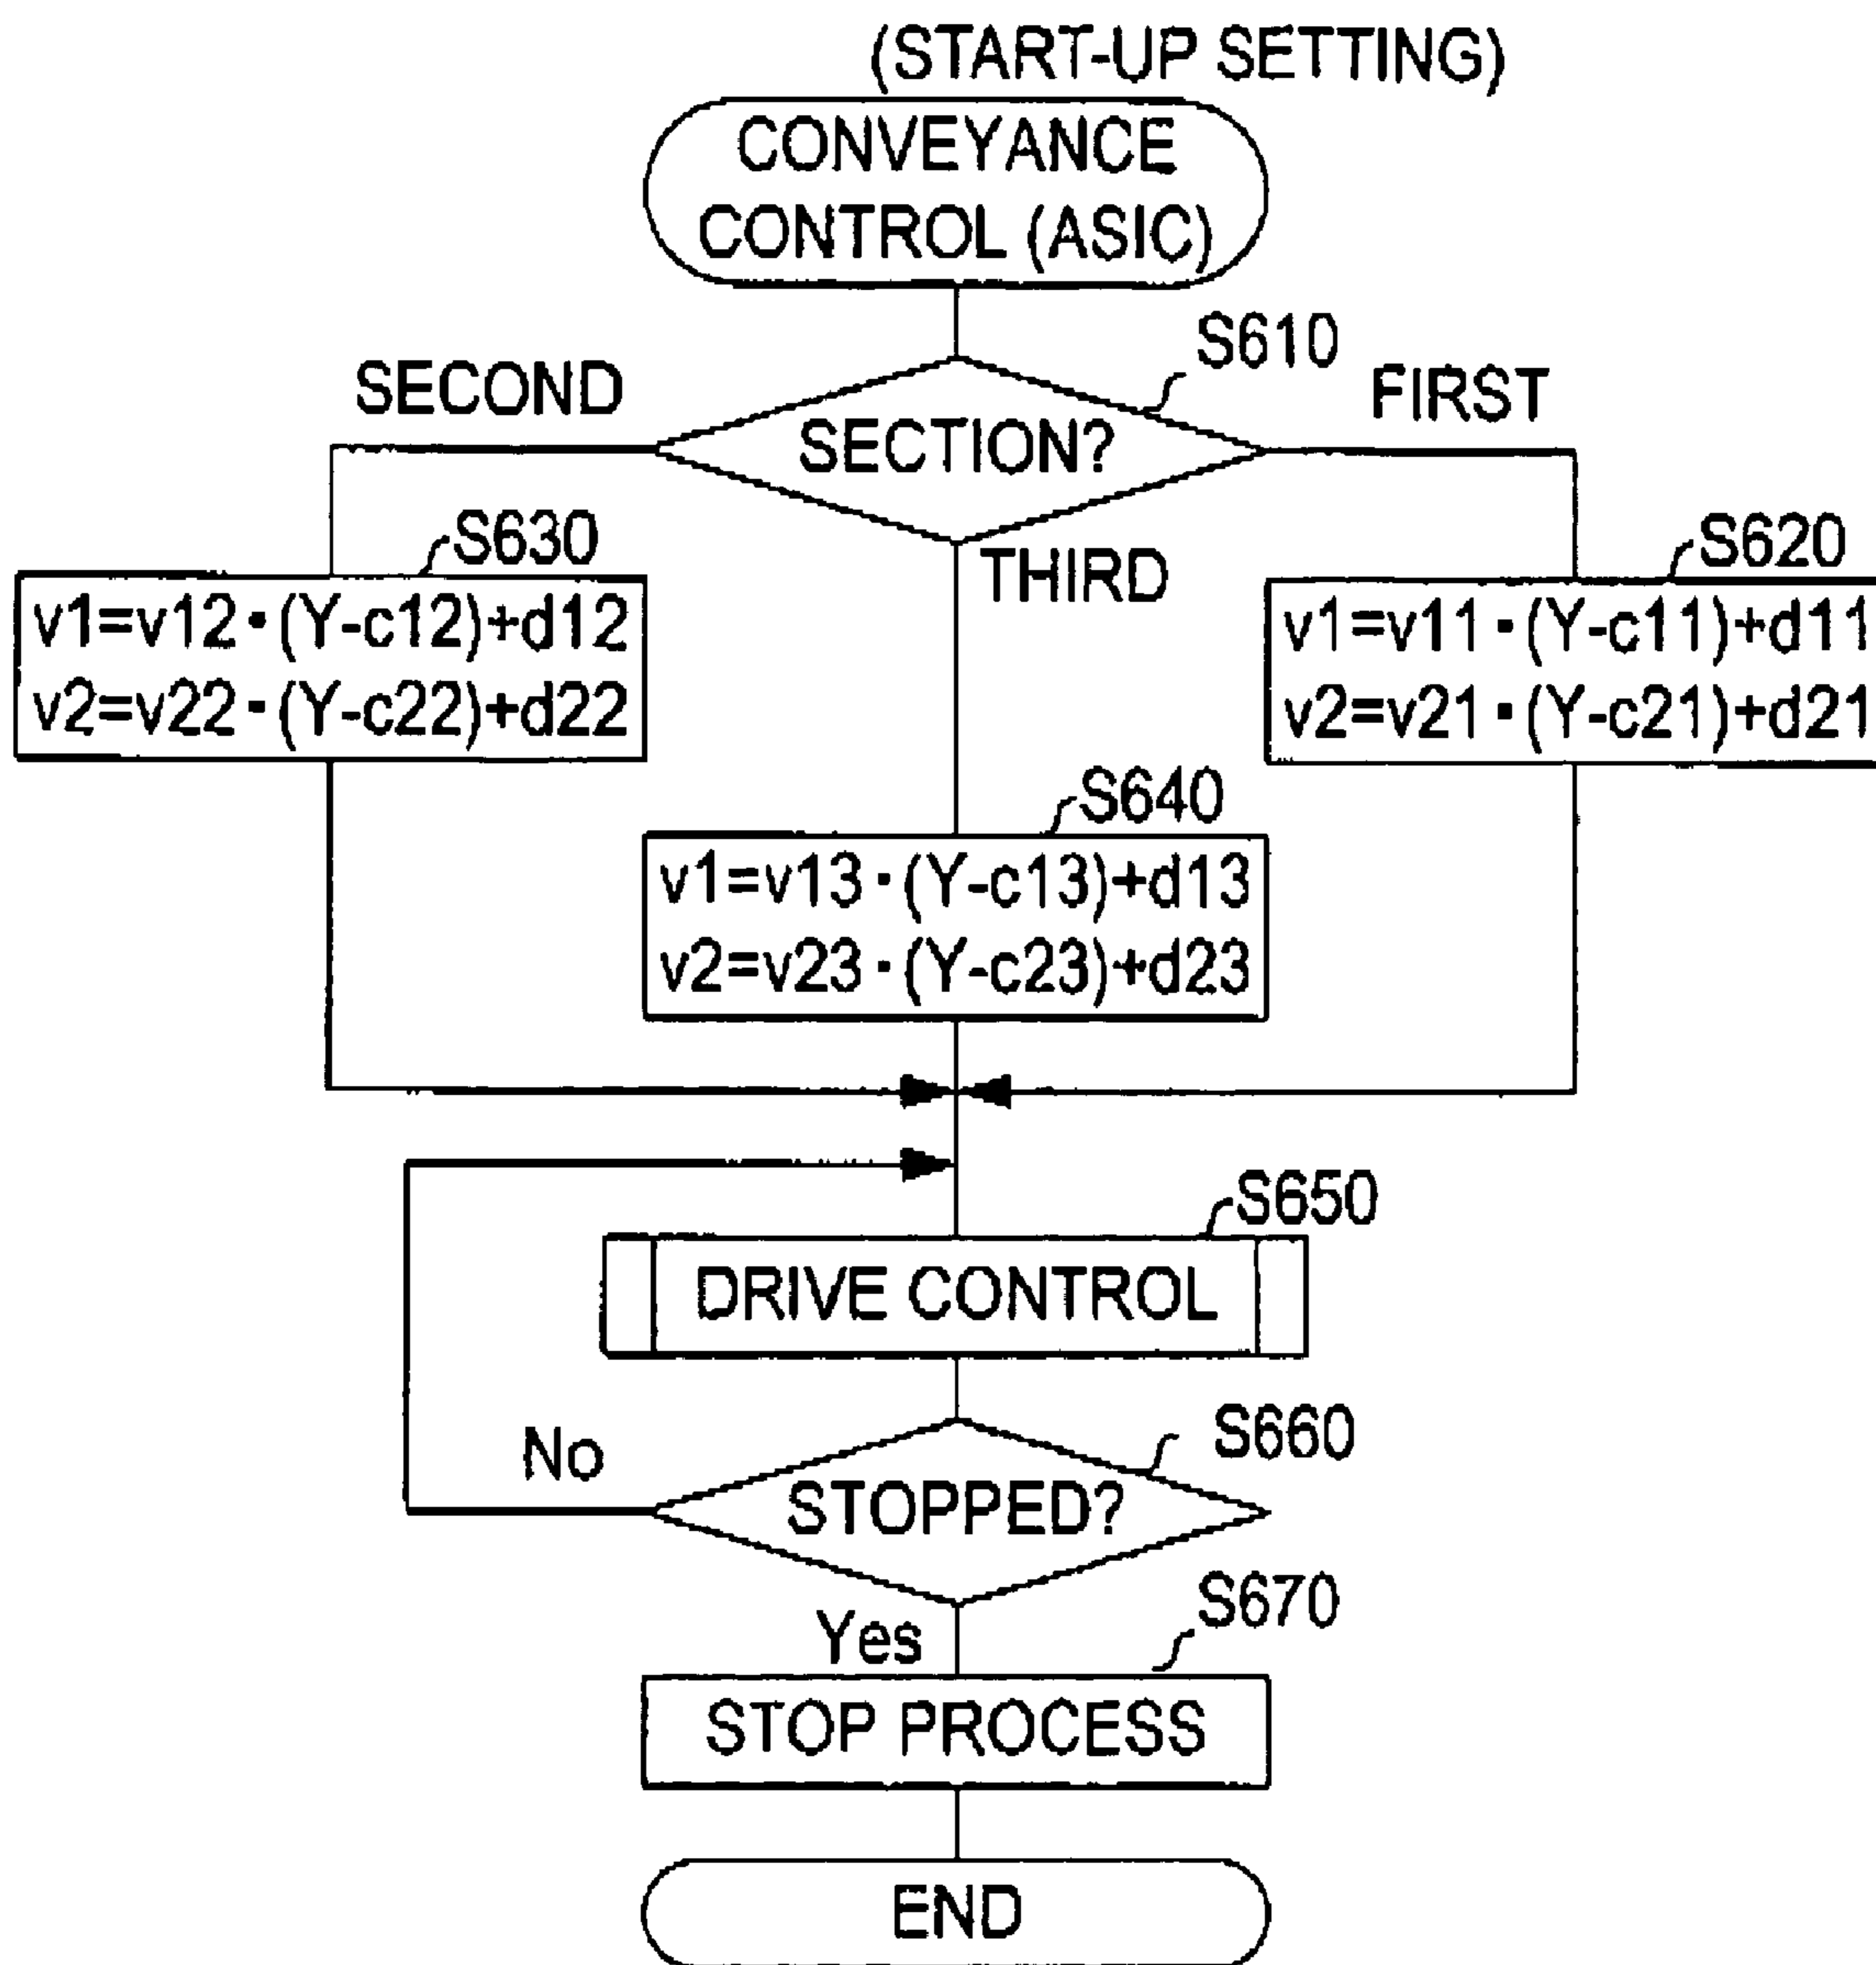 (START-UP SETTING)
CONVEYANCE
CONTROL (ASIC)
S610
SECOND
FIRST
SECTION?
THIRD
S630
v1=v12·(Y-c12)+d12
v2=v22·(Y-c22)+d22
S620
v1=v11·(Y-c11)+d11
v2=v21·(Y-c21)+d21
S640
v1=v13·(Y-c13)+d13
v2=v23·(Y-c23)+d23
S650
DRIVE CONTROL
S660
No
STOPPED?
Yes
S670
STOP PROCESS
END